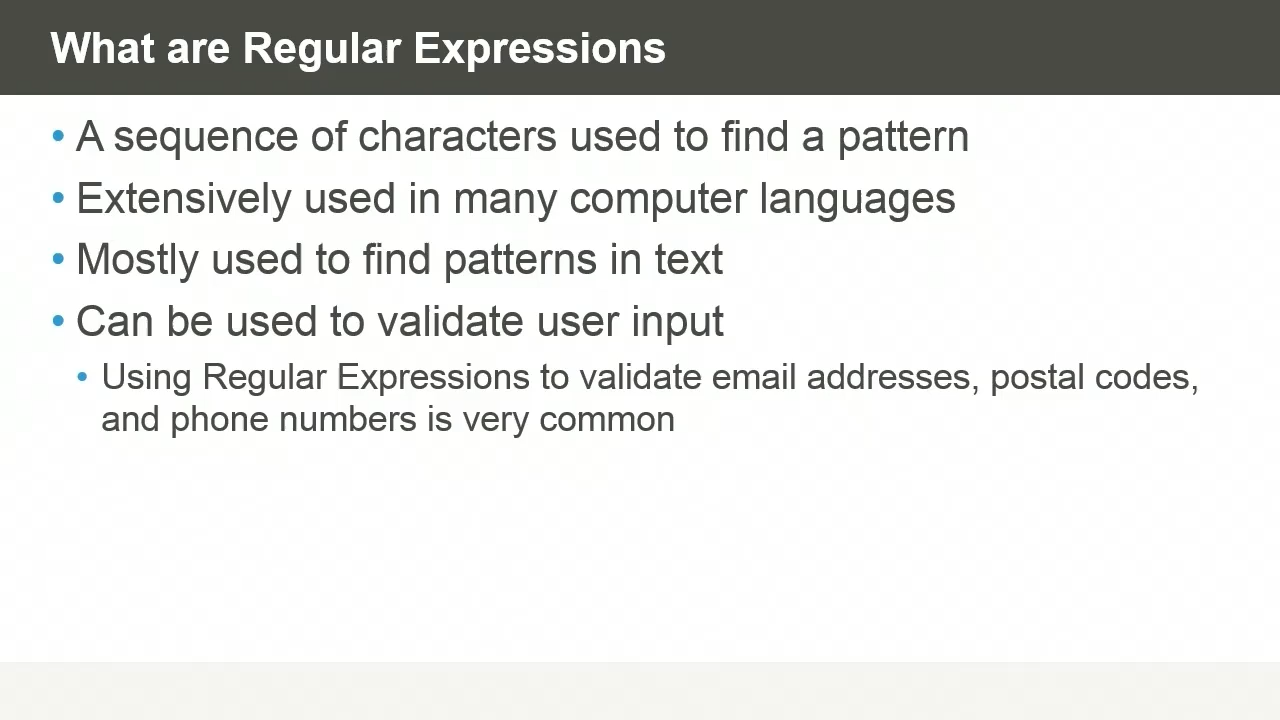 What are Regular Expressions
• A sequence of characters used to find a pattern
• Extensively used in many computer languages
• Mostly used to find patterns in text
• Can be used to validate user input
• Using Regular Expressions to validate email addresses, postal codes,
and phone numbers is very common